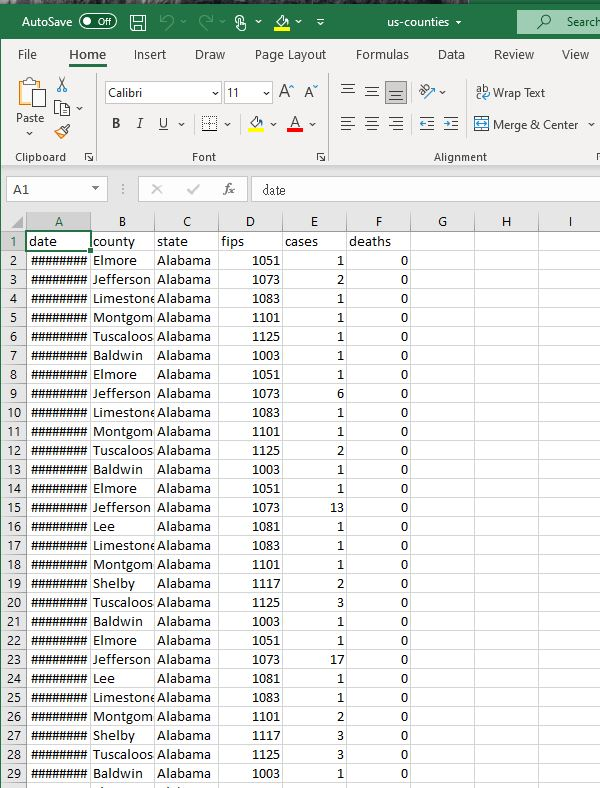 AutoSave Off us-counties Search
File Home Insert Draw Page Layout Formulas Data Review View
Calibri 11 A A ab Wrap Text
Paste B I U A Merge & Center
Clipboard Font Alignment
A1 fx date
A B C D E F G H I
1 date county state fips cases deaths
2 ######## Elmore Alabama 1051 1 0
3 ######## Jefferson Alabama 1073 2 0
4 ######## Limestone Alabama 1083 1 0
5 ######## Montgom Alabama 1101 1 0
6 ######## Tuscaloos Alabama 1125 1 0
7 ######## Baldwin Alabama 1003 1 0
8 ######## Elmore Alabama 1051 1 0
9 ######## Jefferson Alabama 1073 6 0
10 ######## Limestone Alabama 1083 1 0
11 ######## Montgom Alabama 1101 1 0
12 ######## Tuscaloos Alabama 1125 2 0
13 ######## Baldwin Alabama 1003 1 0
14 ######## Elmore Alabama 1051 1 0
15 ######## Jefferson Alabama 1073 13 0
16 ######## Lee Alabama 1081 1 0
17 ######## Limestone Alabama 1083 1 0
18 ######## Montgom Alabama 1101 1 0
19 ######## Shelby Alabama 1117 2 0
20 ######## Tuscaloos Alabama 1125 3 0
21 ######## Baldwin Alabama 1003 1 0
22 ######## Elmore Alabama 1051 1 0
23 ######## Jefferson Alabama 1073 17 0
24 ######## Lee Alabama 1081 1 0
25 ######## Limestone Alabama 1083 1 0
26 ######## Montgom Alabama 1101 2 0
27 ######## Shelby Alabama 1117 3 0
28 ######## Tuscaloos Alabama 1125 3 0
29 ######## Baldwin Alabama 1003 1 0